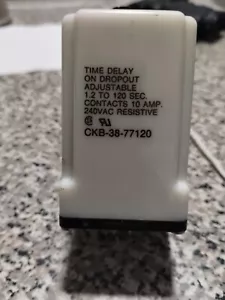 TIME DELAY
ON DROPOUT
ADJUSTABLE
1.2 TO 120 SEC.
CONTACTS 10 AMP.
240VAC RESISTIVE
CKB-38-77120